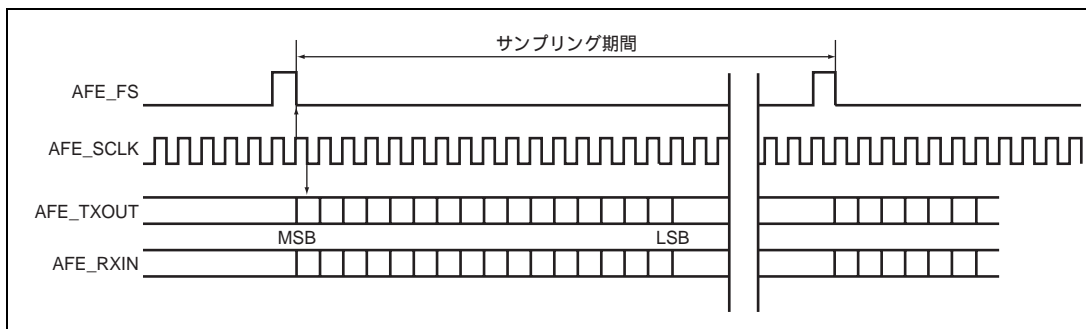 サンプリング期間
AFE_FS
AFE_SCLK
AFE_TXOUT
MSB LSB
AFE_RXIN